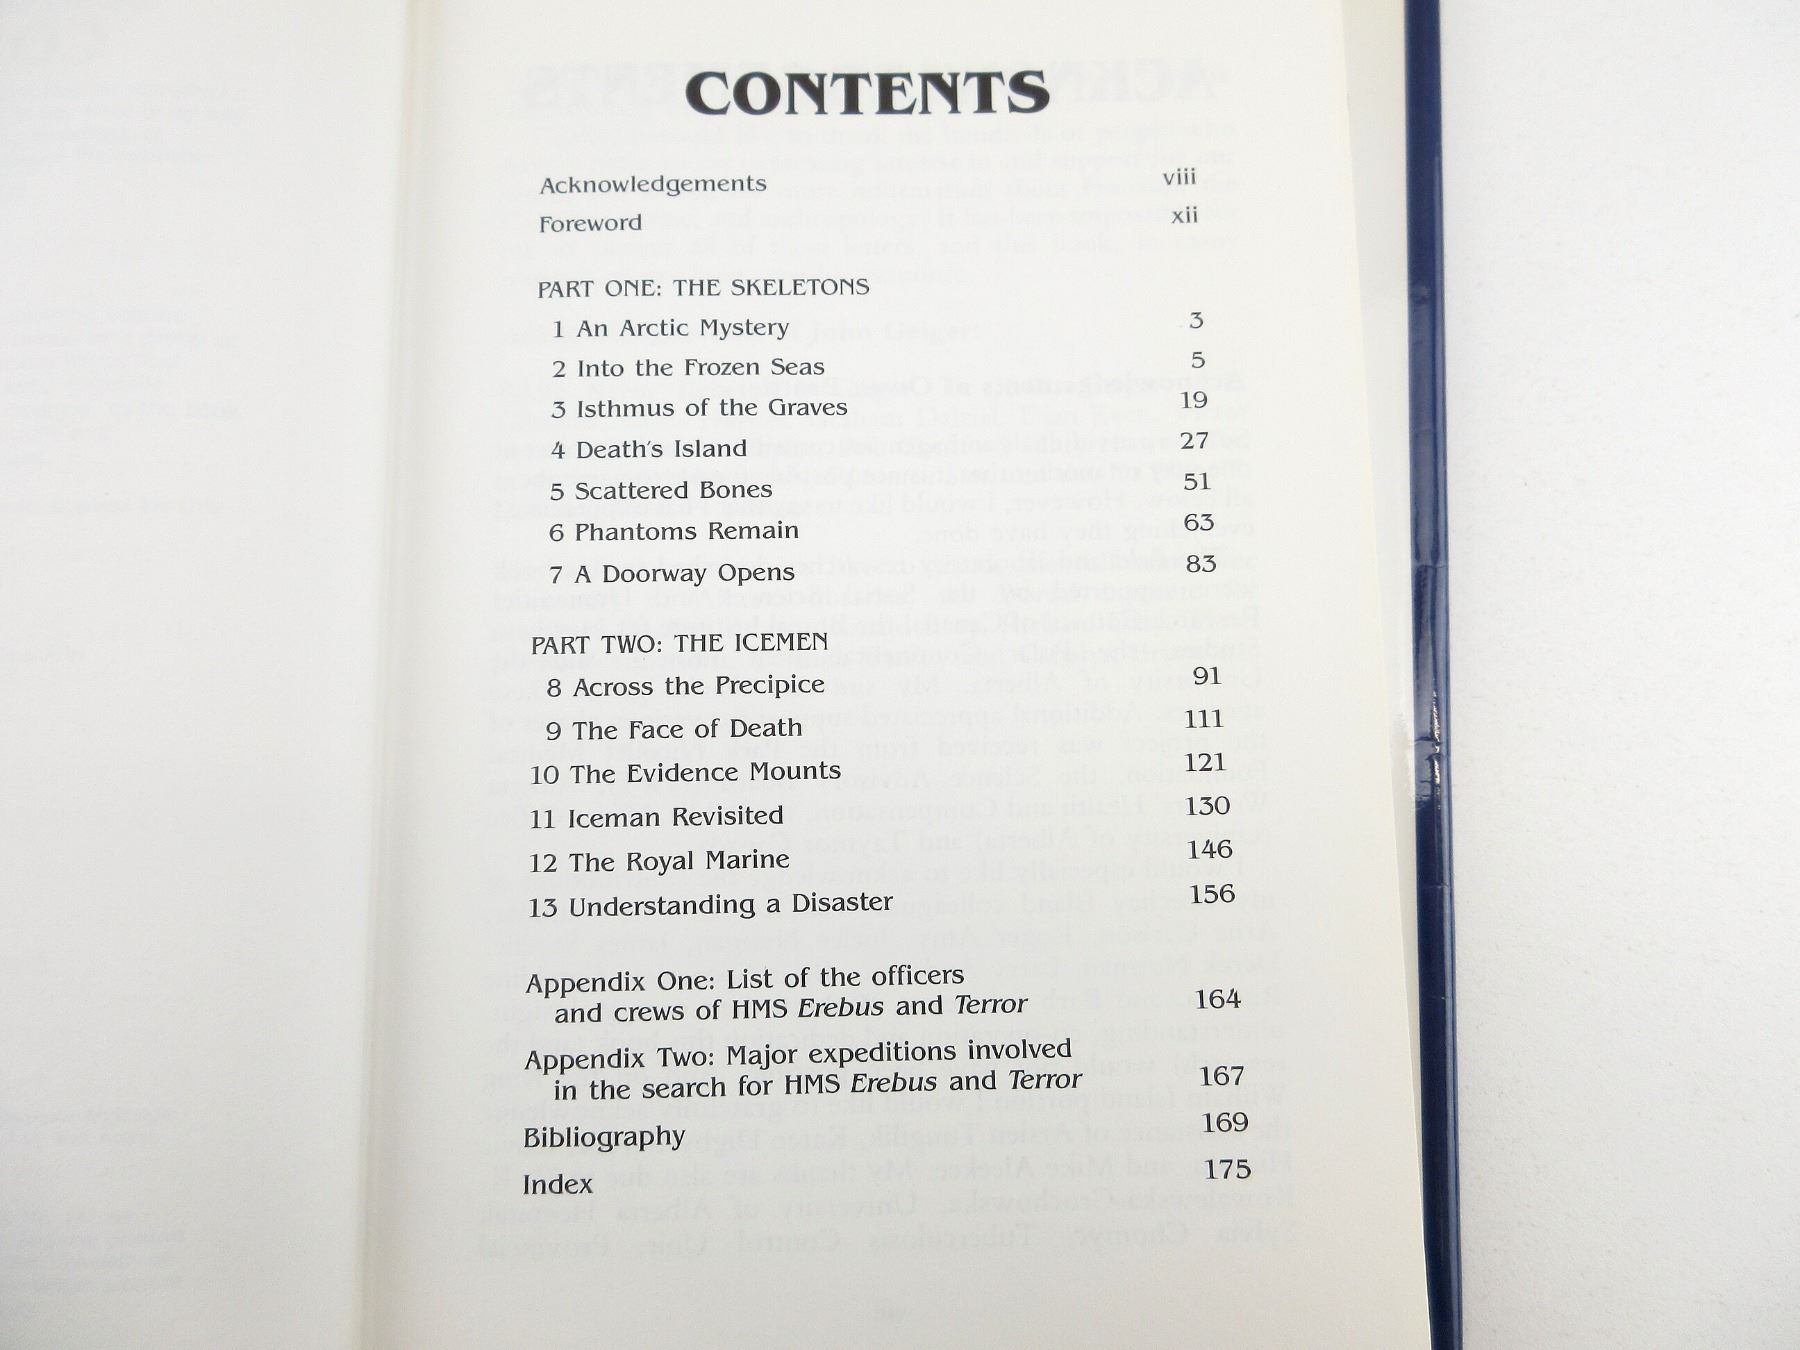 CONTENTS
Acknowledgements viii
Foreword xii
PART ONE: THE SKELETONS
1 An Arctic Mystery 3
2 Into the Frozen Seas 5
3 Isthmus of the Graves 19
4 Death's Island 27
5 Scattered Bones 51
6 Phantoms Remain 63
7 A Doorway Opens 83
PART TWO: THE ICEMEN
8 Across the Precipice 91
9 The Face of Death 111
10 The Evidence Mounts 121
11 Iceman Revisited 130
12 The Royal Marine 146
13 Understanding a Disaster 156
Appendix One: List of the officers
and crews of HMS Erebus and Terror 164
Appendix Two: Major expeditions involved
in the search for HMS Erebus and Terror 167
Bibliography 169
Index 175